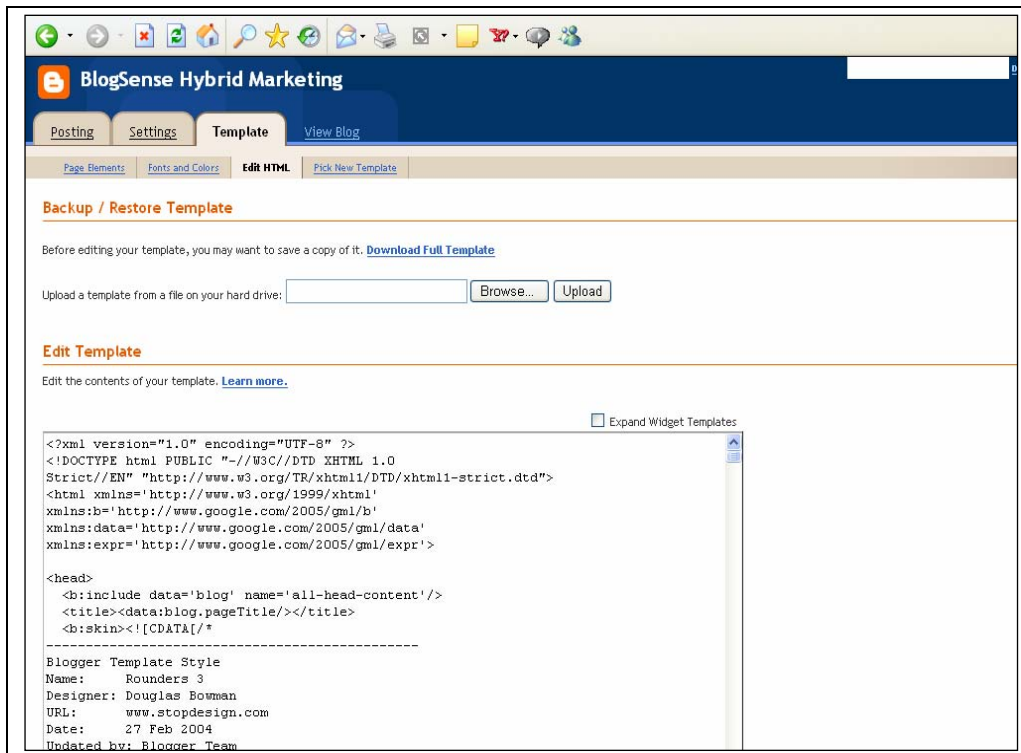 BlogSense Hybrid Marketing
Posting Settings Template View Blog
Page Elements Fonts and Colors Edit HTML Pick New Template
Backup / Restore Template
Before editing your template, you may want to save a copy of it. Download Full Template
Upload a template from a file on your hard drive: Browse... Upload
Edit Template
Edit the contents of your template. Learn more.
Expand Widget Templates
<?xml version="1.0" encoding="UTF-8" ?>
<!DOCTYPE html PUBLIC "-//W3C//DTD XHTML 1.0
Strict//EN" "http://www.w3.org/TR/xhtml1/DTD/xhtml1-strict.dtd">
<html xmlns='http://www.w3.org/1999/xhtml'
xmlns:b='http://www.google.com/2005/gml/b'
xmlns:data='http://www.google.com/2005/gml/data'
xmlns:expr='http://www.google.com/2005/gml/expr'>
<head>
<b:include data='blog' name='all-head-content'/>
<title><data:blog.pageTitle/></title>
<b:skin><![CDATA[/*
-----------------------------------------------
Blogger Template Style
Name: Rounders 3
Designer: Douglas Bowman
URL: www.stopdesign.com
Date: 27 Feb 2004
Updated by: Blogger Team